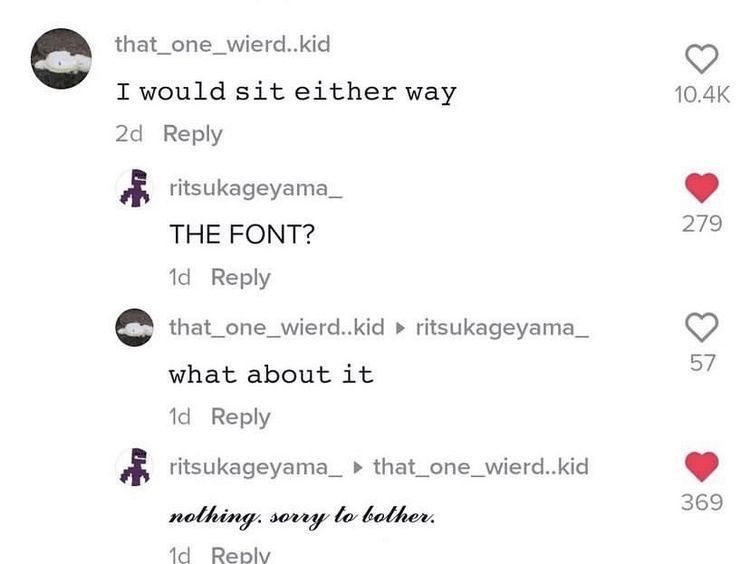 that_one_wierd..kid
I would sit either way
10.4K
2d Reply
ritsukageyama_
THE FONT?
279
1d Reply
that_one_wierd..kid ▸ ritsukageyama_
what about it
57
1d Reply
ritsukageyama_ ▸ that_one_wierd..kid
nothing. sorry to bother.
369
1d Reply